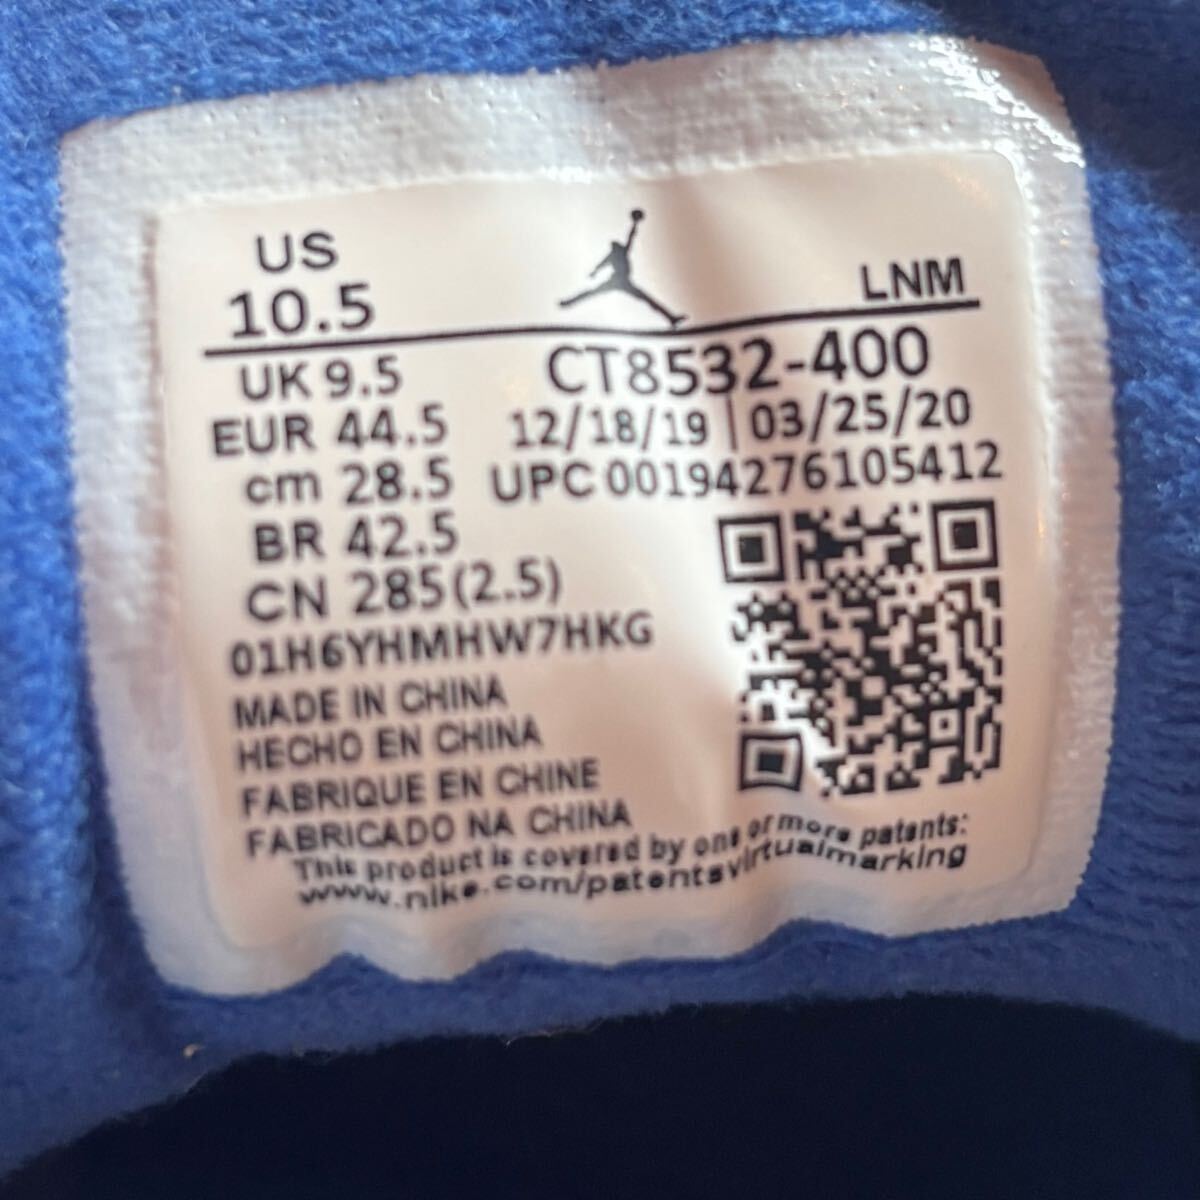 US
10.5
LNM
UK 9.5
CT8532-400
EUR 44.5
12/18/19 | 03/25/20
cm 28.5
UPC 00194276105412
BR 42.5
CN 285(2.5)
01H6YHMHW7HKG
MADE IN CHINA
HECHO EN CHINA
FABRIQUE EN CHINE
FABRICADO NA CHINA
This product is covered by one or more patents:
www.nike.com/patentsvirtualmarking